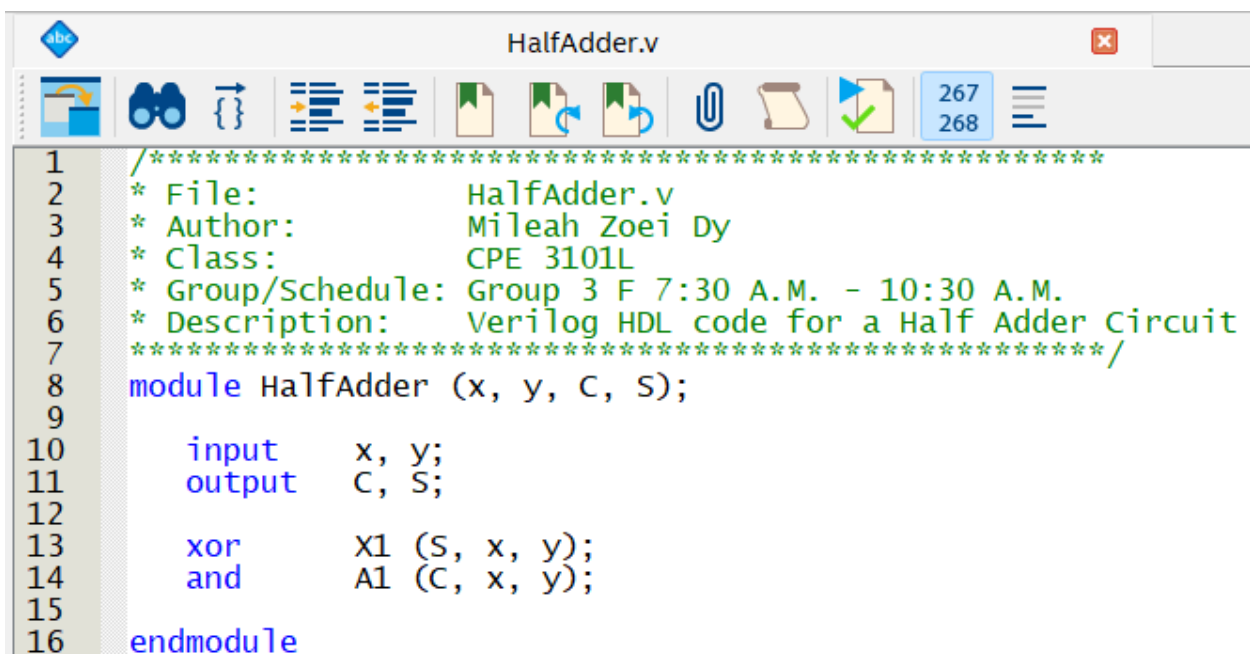 abc
HalfAdder.v
267
268
1 /***************************************************
2 * File: HalfAdder.v
3 * Author: Mileah Zoei Dy
4 * Class: CPE 3101L
5 * Group/Schedule: Group 3 F 7:30 A.M. - 10:30 A.M.
6 * Description: Verilog HDL code for a Half Adder Circuit
7 ****************************************************/
8 module HalfAdder (x, y, C, S);
9
10 input x, y;
11 output C, S;
12
13 xor X1 (S, x, y);
14 and A1 (C, x, y);
15
16 endmodule